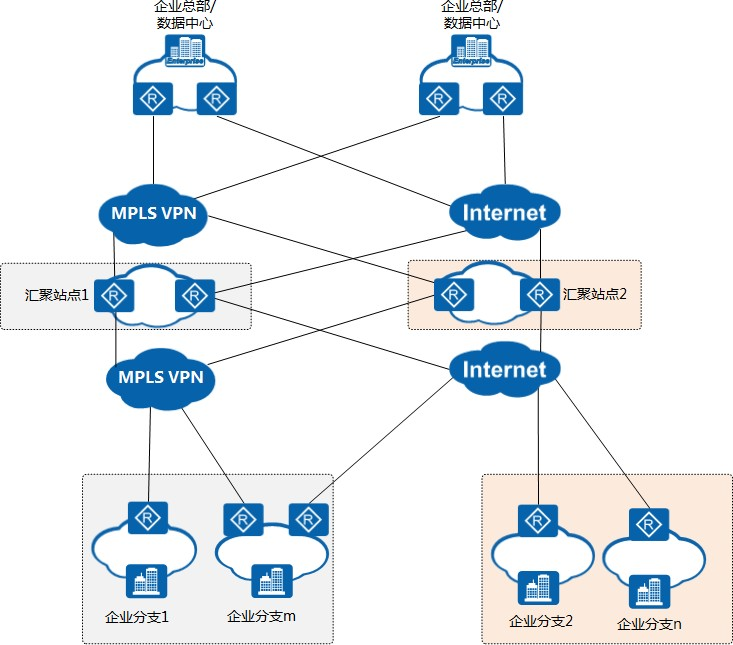 企业总部/
数据中心
企业总部/
数据中心
Enterprise
Enterprise
R
R
R
R
MPLS VPN
Internet
汇聚站点1
R
R
R
R
汇聚站点2
MPLS VPN
Internet
R
R
R
R
R
企业分支1
企业分支m
企业分支2
企业分支n